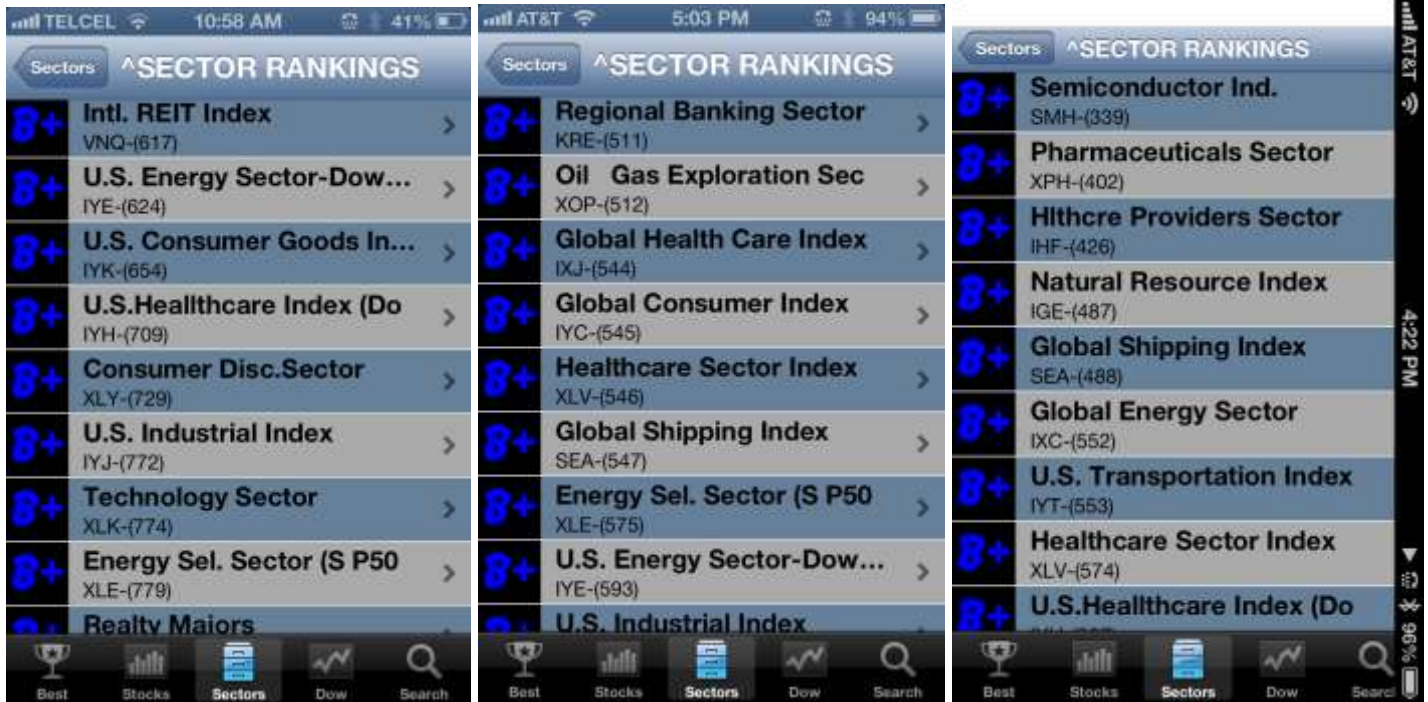 TELCEL 10:58 AM 41%
Sectors ^SECTOR RANKINGS
8+ Intl. REIT Index
VNQ-(617)
8+ U.S. Energy Sector-Dow...
IYE-(624)
8+ U.S. Consumer Goods In...
IYK-(654)
8+ U.S.Heallthcare Index (Do
IYH-(709)
8+ Consumer Disc.Sector
XLY-(729)
8+ U.S. Industrial Index
IYJ-(772)
8+ Technology Sector
XLK-(774)
8+ Energy Sel. Sector (S P50
XLE-(779)
Realty Majors
Best Stocks Sectors Dow Search
AT&T 5:03 PM 94%
Sectors ^SECTOR RANKINGS
8+ Regional Banking Sector
KRE-(511)
8+ Oil Gas Exploration Sec
XOP-(512)
8+ Global Health Care Index
IXJ-(544)
8+ Global Consumer Index
IYC-(545)
8+ Healthcare Sector Index
XLV-(546)
8+ Global Shipping Index
SEA-(547)
8+ Energy Sel. Sector (S P50
XLE-(575)
8+ U.S. Energy Sector-Dow...
IYE-(593)
U.S. Industrial Index
Best Stocks Sectors Dow Search
Sectors ^SECTOR RANKINGS
8+ Semiconductor Ind.
SMH-(339)
8+ Pharmaceuticals Sector
XPH-(402)
8+ Hlthcre Providers Sector
IHF-(426)
8+ Natural Resource Index
IGE-(487)
8+ Global Shipping Index
SEA-(488)
8+ Global Energy Sector
IXC-(552)
8+ U.S. Transportation Index
IYT-(553)
8+ Healthcare Sector Index
XLV-(574)
8+ U.S.Heallthcare Index (Do
Best Stocks Sectors Dow Searc
AT&T 4:22 PM 96%